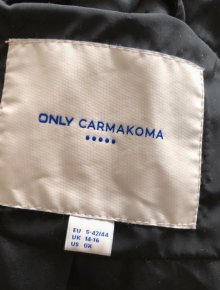 ONLY CARMAKOMA
EU S-42/44
UK 14-16
US 0X